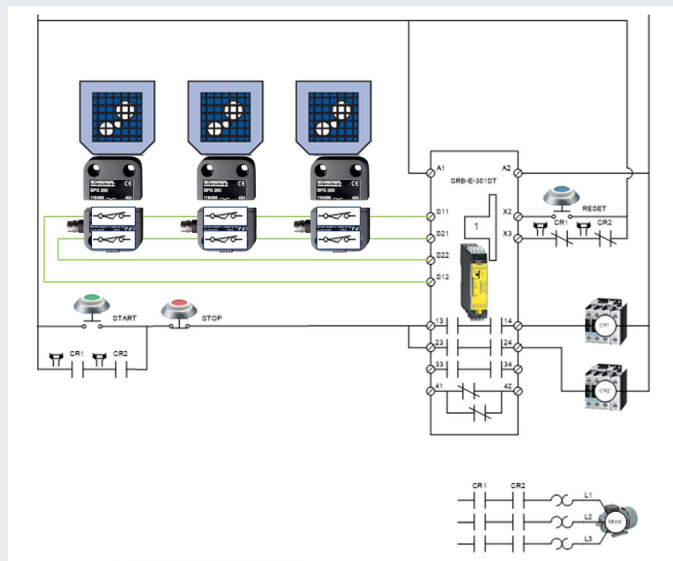 SCHMERSAL
BPS 260
SCHMERSAL
BPS 260
SCHMERSAL
BPS 260
A1
SRB-E-301ST
A2
S11
1
X2
RESET
S21
X3
CR1
CR2
S22
S12
START
STOP
13
14
CR1
23
24
CR1
CR2
33
34
41
42
CR2
CR1
CR2
L1
L2
Motor
L3